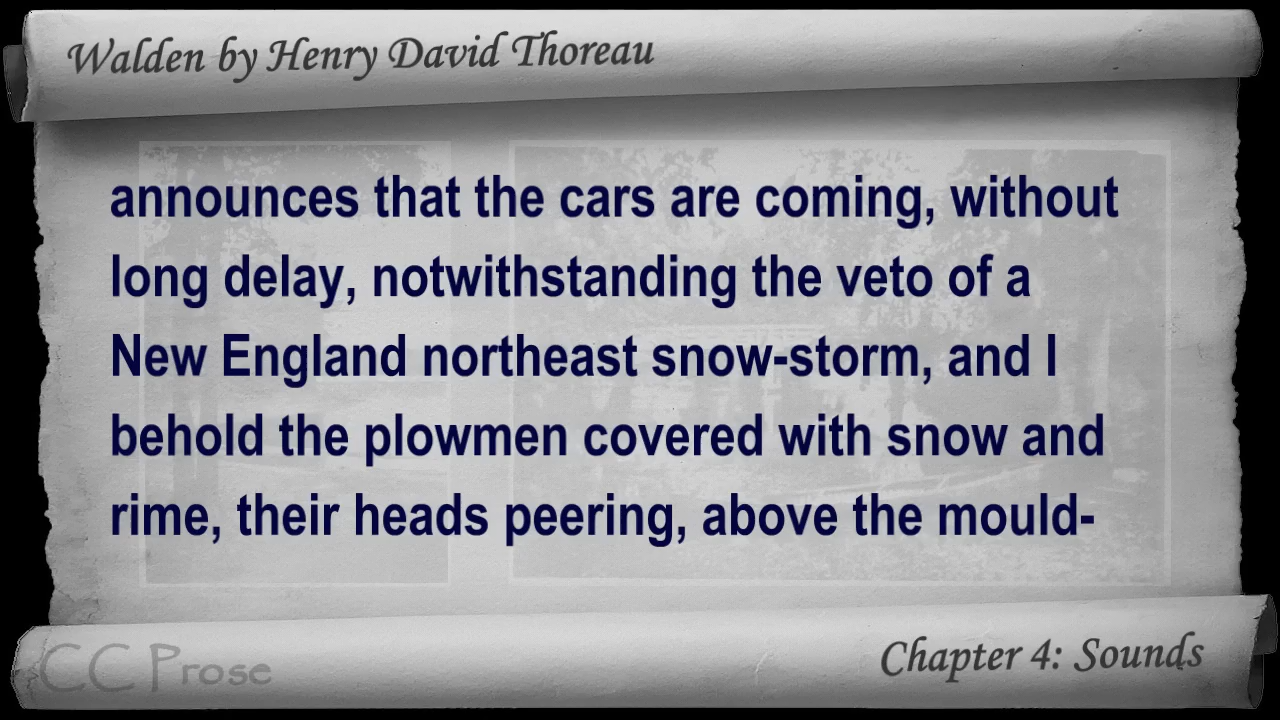 Walden by Henry David Thoreau
announces that the cars are coming, without
long delay, notwithstanding the veto of a
New England northeast snow-storm, and I
behold the plowmen covered with snow and
rime, their heads peering, above the mould-
CC Prose
Chapter 4: Sounds